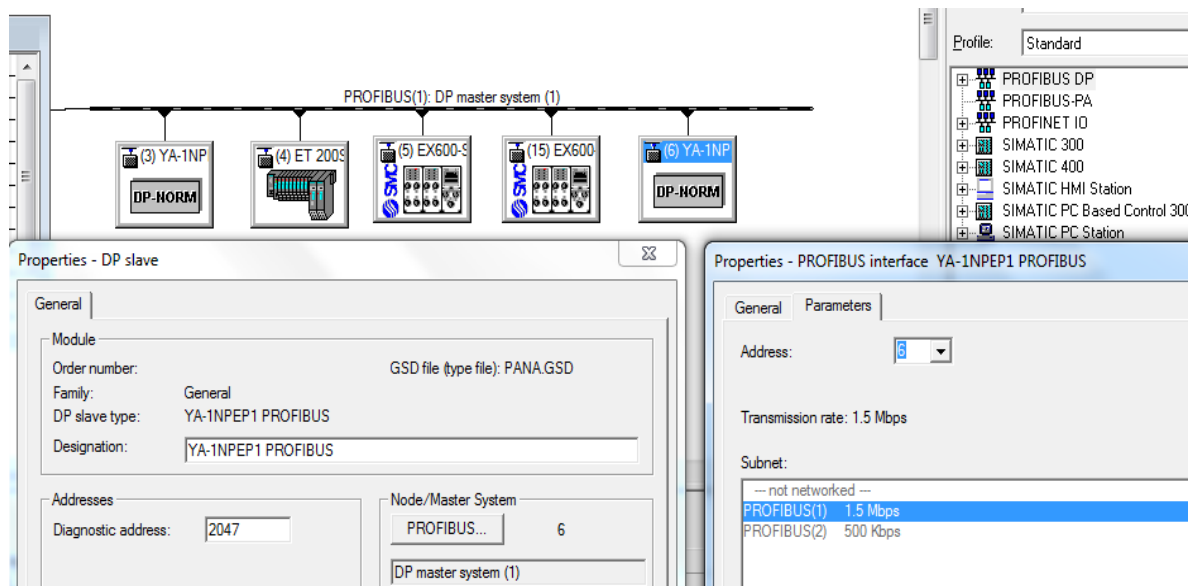 Profile:
Standard
PROFIBUS(1): DP master system (1)
PROFIBUS DP
PROFIBUS-PA
PROFINET IO
SIMATIC 300
SIMATIC 400
SIMATIC HMI Station
SIMATIC PC Based Control 300
SIMATIC PC Station
(3) YA-1NP
DP-NORM
(4) ET 200S
(5) EX600-S
SMC
(15) EX600-
SMC
(6) YA-1NP
DP-NORM
Properties - DP slave
General
Module
Order number:
GSD file (type file): PANA.GSD
Family:
General
DP slave type:
YA-1NPEP1 PROFIBUS
Designation:
YA-1NPEP1 PROFIBUS
Addresses
Diagnostic address:
2047
Node/Master System
PROFIBUS...
6
DP master system (1)
Properties - PROFIBUS interface YA-1NPEP1 PROFIBUS
General
Parameters
Address:
6
Transmission rate: 1.5 Mbps
Subnet:
--- not networked ---
PROFIBUS(1) 1.5 Mbps
PROFIBUS(2) 500 Kbps